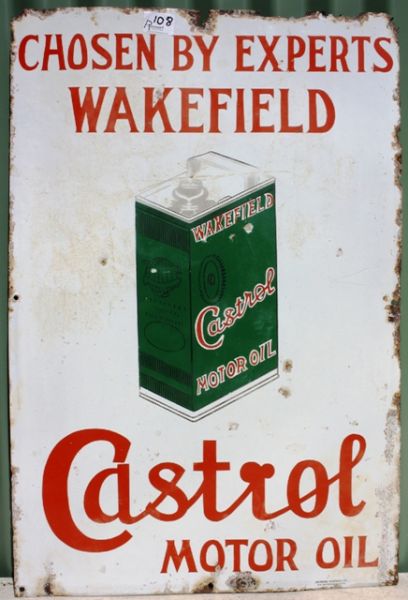 108
CHOSEN BY EXPERTS
WAKEFIELD
WAKEFIELD
Castrol
MOTOR OIL
Castrol
MOTOR OIL